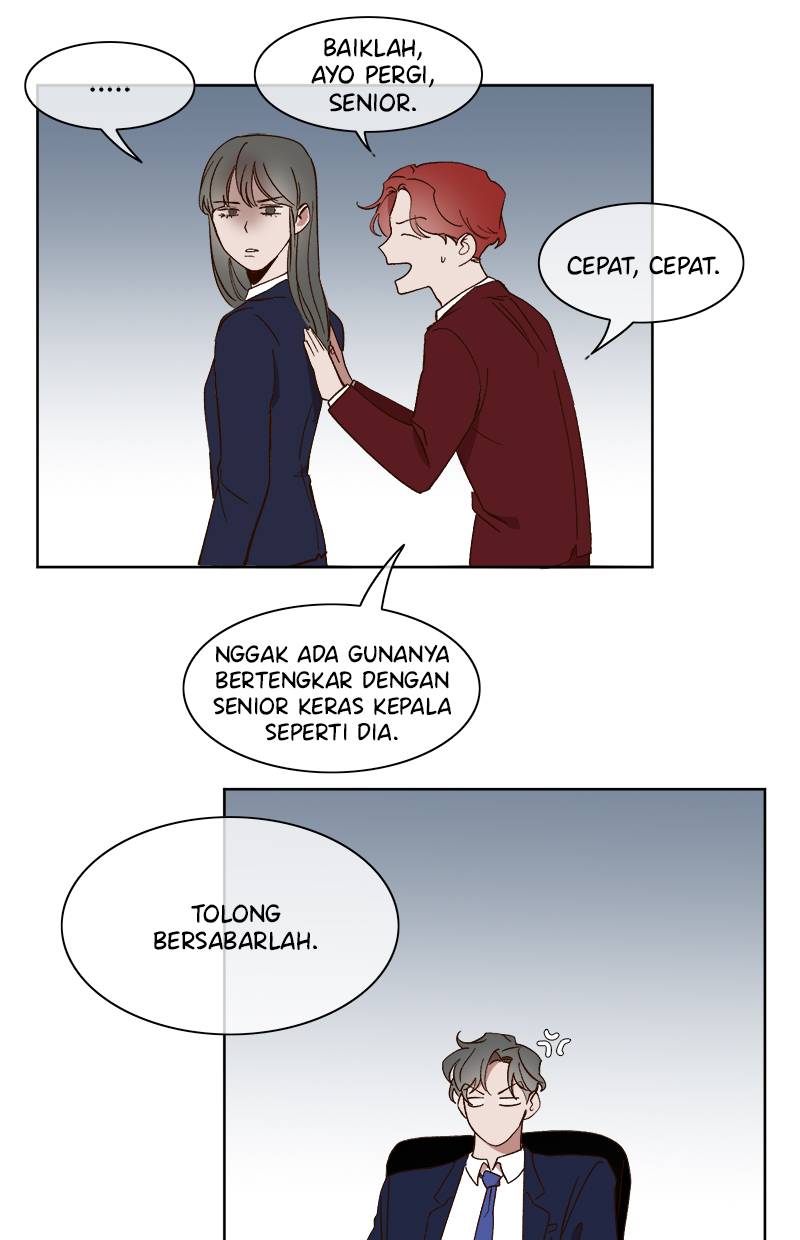 .....
BAIKLAH,
AYO PERGI,
SENIOR.
CEPAT, CEPAT.
NGGAK ADA GUNANYA
BERTENGKAR DENGAN
SENIOR KERAS KEPALA
SEPERTI DIA.
TOLONG
BERSABARLAH.